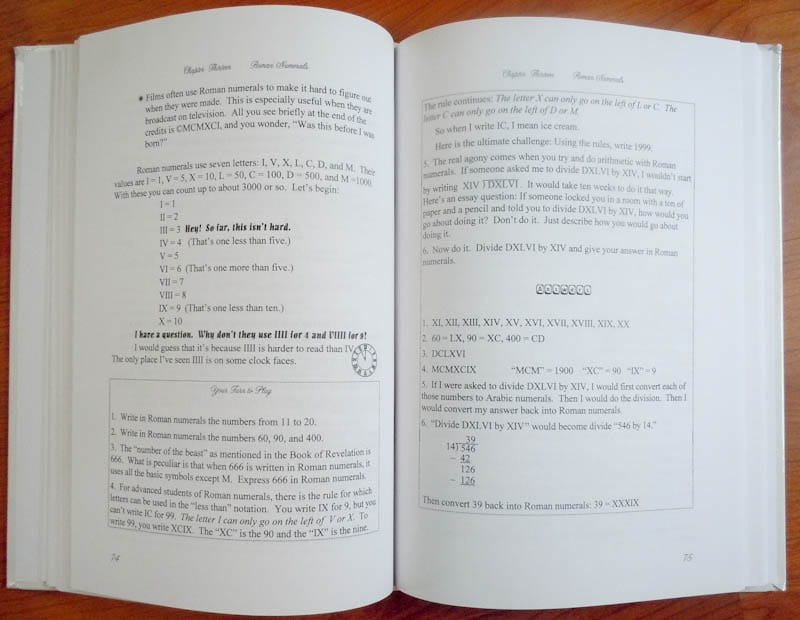 Chapter Thirteen Roman Numerals
✷ Films often use Roman numerals to make it hard to figure out
when they were made. This is especially useful when they are
broadcast on television. All you see briefly at the end of the
credits is ©MCMXCI, and you wonder, “Was this before I was
born?”
Roman numerals use seven letters: I, V, X, L, C, D, and M. Their
values are I = 1, V = 5, X = 10, L = 50, C = 100, D = 500, and M =1000.
With these you can count up to about 3000 or so. Let’s begin:
I = 1
II = 2
III = 3 Hey! So far, this isn’t hard.
IV = 4 (That’s one less than five.)
V = 5
VI = 6 (That’s one more than five.)
VII = 7
VIII = 8
IX = 9 (That’s one less than ten.)
X = 10
I have a question. Why don’t they use IIII for 4 and VIIII for 9?
I would guess that it’s because IIII is harder to read than IV.
The only place I’ve seen IIII is on some clock faces.
Your Turn to Play
1. Write in Roman numerals the numbers from 11 to 20.
2. Write in Roman numerals the numbers 60, 90, and 400.
3. The “number of the beast” as mentioned in the Book of Revelation is
666. What is peculiar is that when 666 is written in Roman numerals, it
uses all the basic symbols except M. Express 666 in Roman numerals.
4. For advanced students of Roman numerals, there is the rule for which
letters can be used in the “less than” notation. You write IX for 9, but you
can’t write IC for 99. The letter I can only go on the left of V or X. To
write 99, you write XCIX. The “XC” is the 90 and the “IX” is the nine.
74
Chapter Thirteen Roman Numerals
The rule continues: The letter X can only go on the left of L or C. The
letter C can only go on the left of D or M.
So when I write IC, I mean ice cream.
Here is the ultimate challenge: Using the rules, write 1999.
5. The real agony comes when you try and do arithmetic with Roman
numerals. If someone asked me to divide DXLVI by XIV, I wouldn’t start
by writing XIV ) DXLVI . It would take ten weeks to do it that way.
Here’s an essay question: If someone locked you in a room with a ton of
paper and a pencil and told you to divide DXLVI by XIV, how would you
go about doing it? Don’t do it. Just describe how you would go about
doing it.
6. Now do it. Divide DXLVI by XIV and give your answer in Roman
numerals.
Answers
1. XI, XII, XIII, XIV, XV, XVI, XVII, XVIII, XIX, XX
2. 60 = LX, 90 = XC, 400 = CD
3. DCLXVI
4. MCMXCIX “MCM” = 1900 “XC” = 90 “IX” = 9
5. If I were asked to divide DXLVI by XIV, I would first convert each of
those numbers to Arabic numerals. Then I would do the division. Then I
would convert my answer back into Roman numerals.
6. “Divide DXLVI by XIV” would become divide “546 by 14.”
39
14)546
− 42
126
− 126
Then convert 39 back into Roman numerals: 39 = XXXIX
75